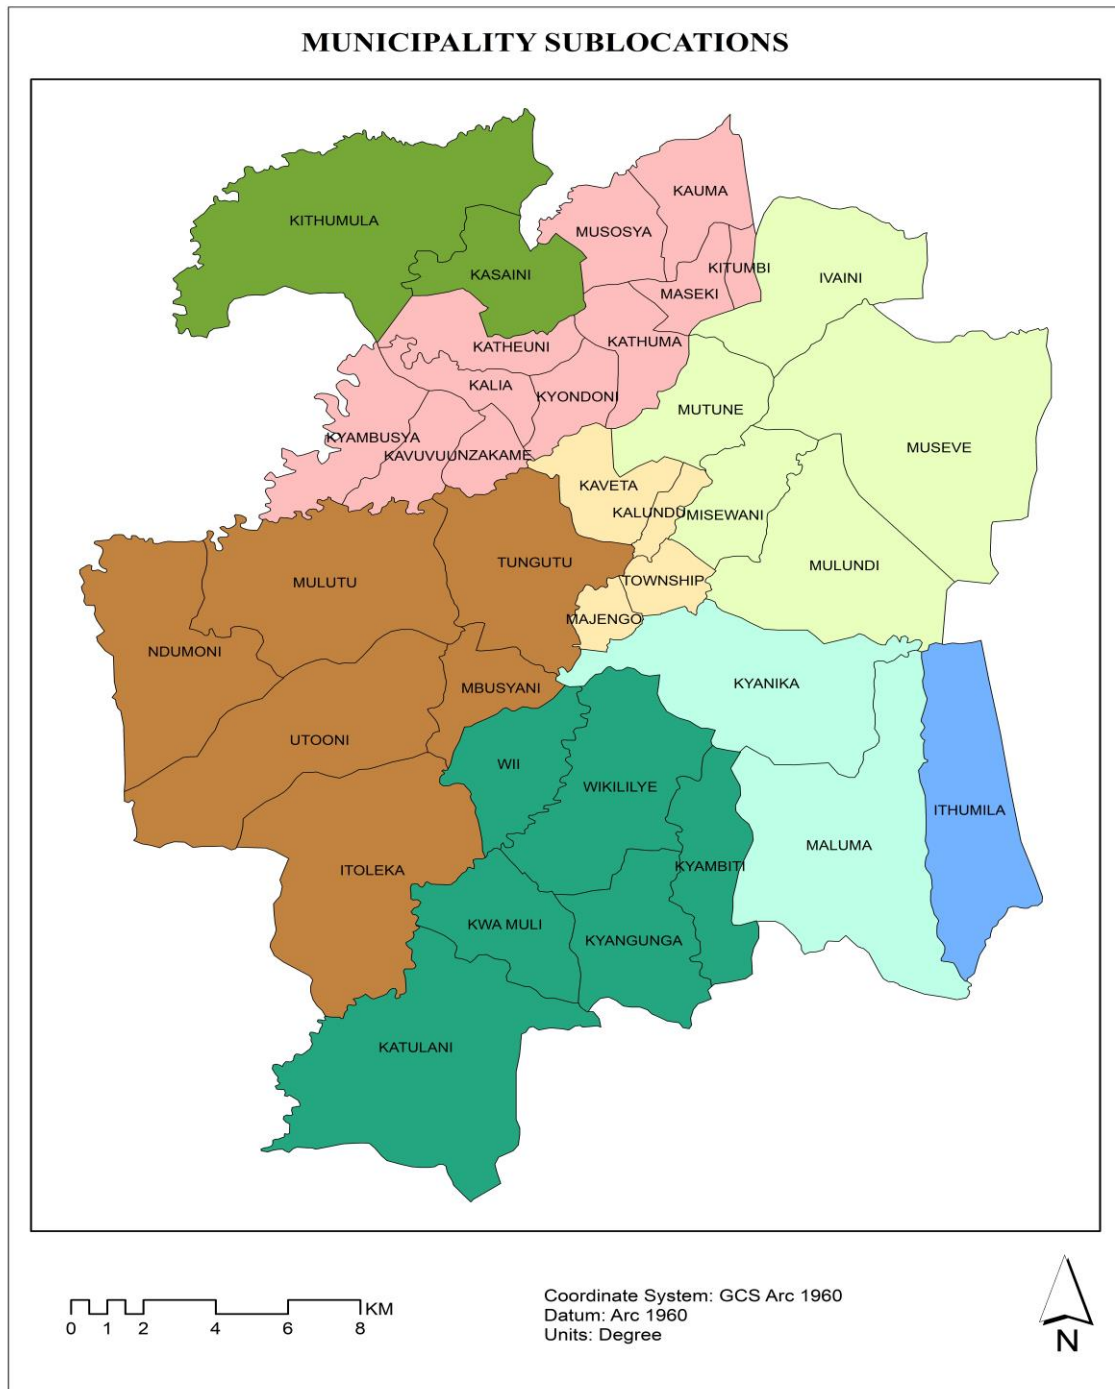 MUNICIPALITY SUBLOCATIONS
KITHUMULA
KAUMA
MUSOSYA
KASAINI
KITUMBI
IVAINI
MASEKI
KATHEUNI
KATHUMA
KALIA
KYONDONI
MUTUNE
KYAMBUSYA
MUSEVE
KAVUVUUNZAKAME
KAVETA
KALUNDU
MISEWANI
TUNGUTU
MULUNDI
MULUTU
TOWNSHIP
MAJENGO
NDUMONI
MBUSYANI
KYANIKA
UTOONI
WII
WIKILILYE
ITHUMILA
MALUMA
ITOLEKA
KYAMBITI
KWA MULI
KYANGUNGA
KATULANI
KM
0 1 2 4 6 8
Coordinate System: GCS Arc 1960
Datum: Arc 1960
Units: Degree
N